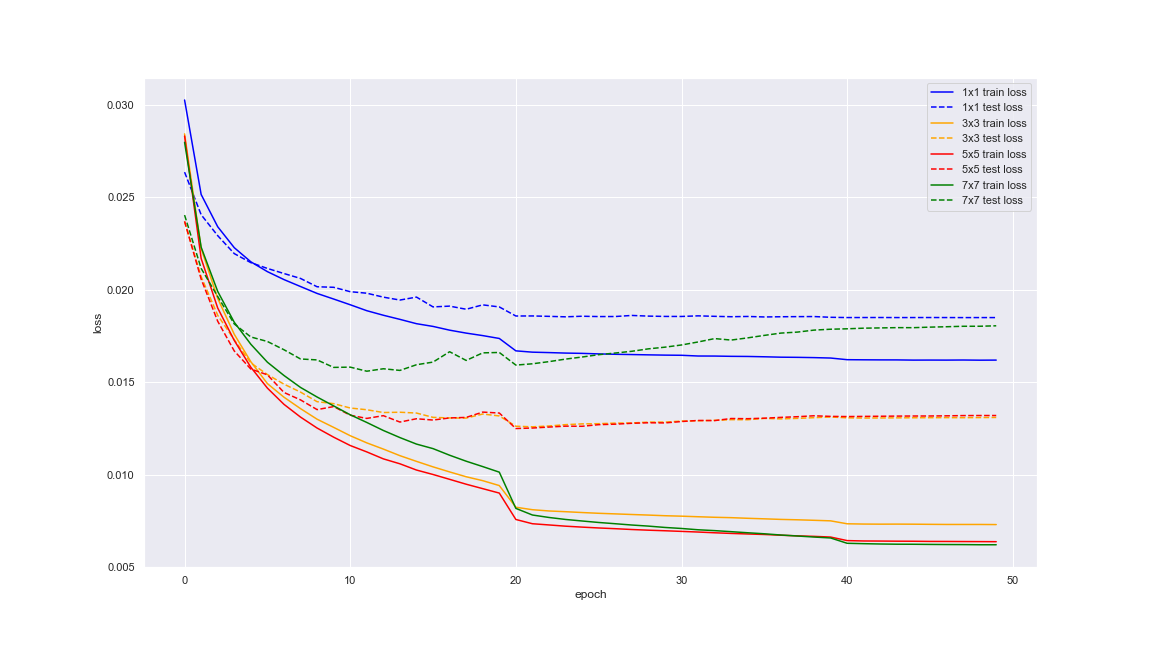 0.030
0.025
0.020
0.015
0.010
0.005
loss
0
10
20
30
40
50
epoch
1x1 train loss
1x1 test loss
3x3 train loss
3x3 test loss
5x5 train loss
5x5 test loss
7x7 train loss
7x7 test loss